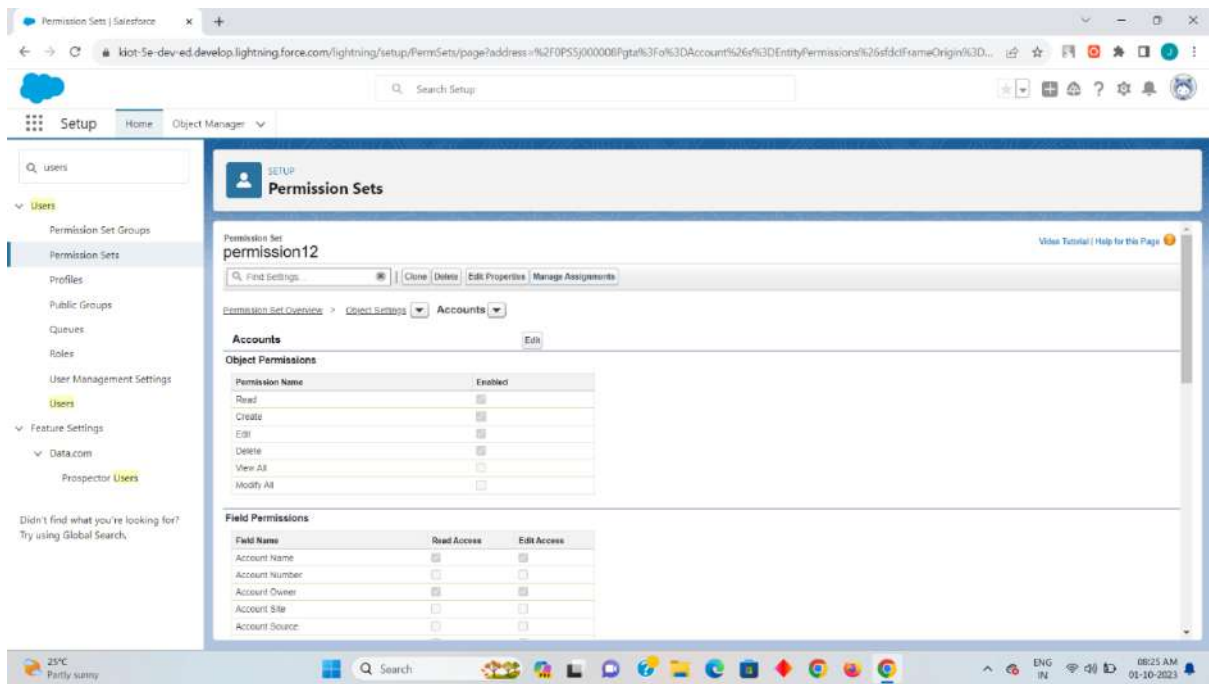 Permission Sets | Salesforce
kiot-5e-dev-ed.develop.lightning.force.com/lightning/setup/PermSets/page?address=%2F0PS5j000008Pgta%3Fo%3DAccount%26s%3DEntityPermissions%26sfdcIFrameOrigin%3D...
Search Setup
Setup Home Object Manager
users
SETUP
Permission Sets
Users
Permission Set Groups
Permission Sets
Profiles
Public Groups
Queues
Roles
User Management Settings
Users
Feature Settings
Data.com
Prospector Users
Didn't find what you're looking for?
Try using Global Search.
Permission Set
permission12
Video Tutorial | Help for this Page
Find Settings... | Clone Delete Edit Properties Manage Assignments
Permission Set Overview > Object Settings Accounts
Accounts Edit
Object Permissions
Permission Name Enabled
Read
Create
Edit
Delete
View All
Modify All
Field Permissions
Field Name Read Access Edit Access
Account Name
Account Number
Account Owner
Account Site
Account Source
25°C
Partly sunny
Search
ENG
IN
08:25 AM
01-10-2023